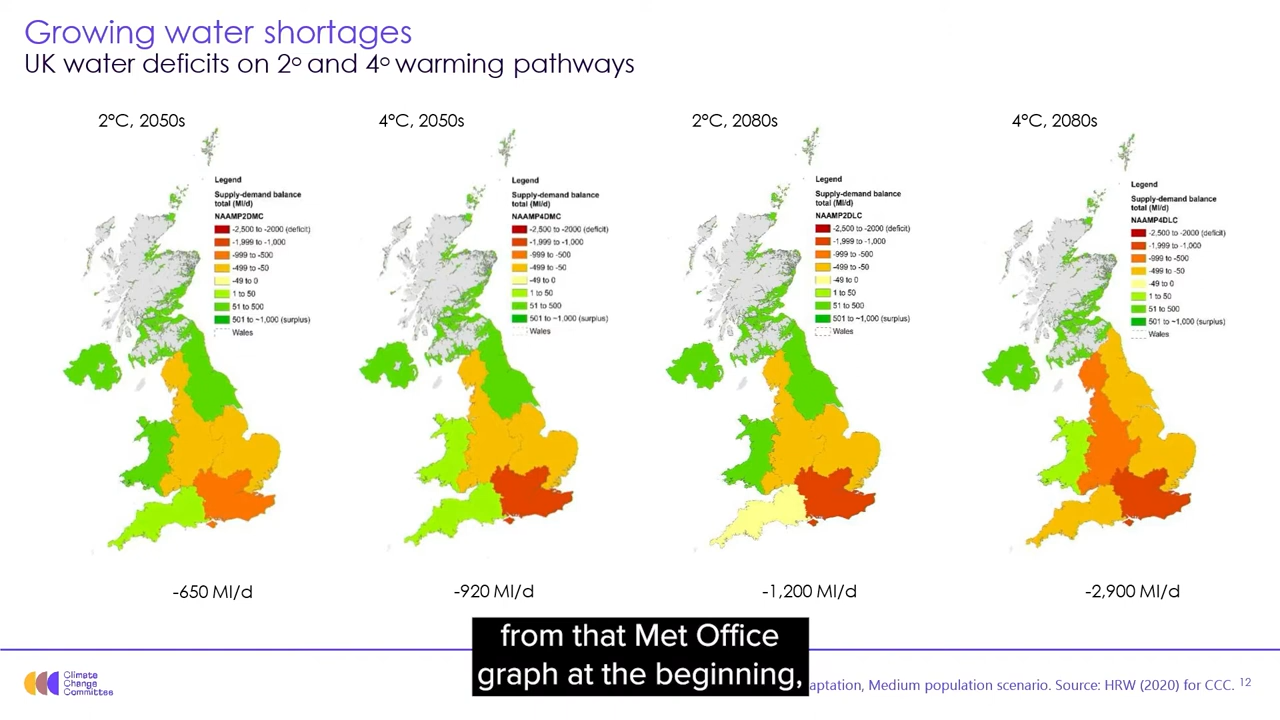 Growing water shortages
UK water deficits on 2º and 4º warming pathways
2°C, 2050s
Legend
Supply-demand balance
total (Ml/d)
NAAMP2DMC
-2,500 to -2000 (deficit)
-1,999 to -1,000
-999 to -500
-499 to -50
-49 to 0
1 to 50
51 to 500
501 to ~1,000 (surplus)
Wales
-650 Ml/d
4°C, 2050s
Legend
Supply-demand balance
total (Ml/d)
NAAMP4DMC
-2,500 to -2000 (deficit)
-1,999 to -1,000
-999 to -500
-499 to -50
-49 to 0
1 to 50
51 to 500
501 to ~1,000 (surplus)
Wales
-920 Ml/d
2°C, 2080s
Legend
Supply-demand balance
total (Ml/d)
NAAMP2DLC
-2,500 to -2000 (deficit)
-1,999 to -1,000
-999 to -500
-499 to -50
-49 to 0
1 to 50
51 to 500
501 to ~1,000 (surplus)
Wales
-1,200 Ml/d
4°C, 2080s
Legend
Supply-demand balance
total (Ml/d)
NAAMP4DLC
-2,500 to -2000 (deficit)
-1,999 to -1,000
-999 to -500
-499 to -50
-49 to 0
1 to 50
51 to 500
501 to ~1,000 (surplus)
Wales
-2,900 Ml/d
from that Met Office
graph at the beginning,
Climate
Change
Committee
aptation, Medium population scenario. Source: HRW (2020) for CCC. 12